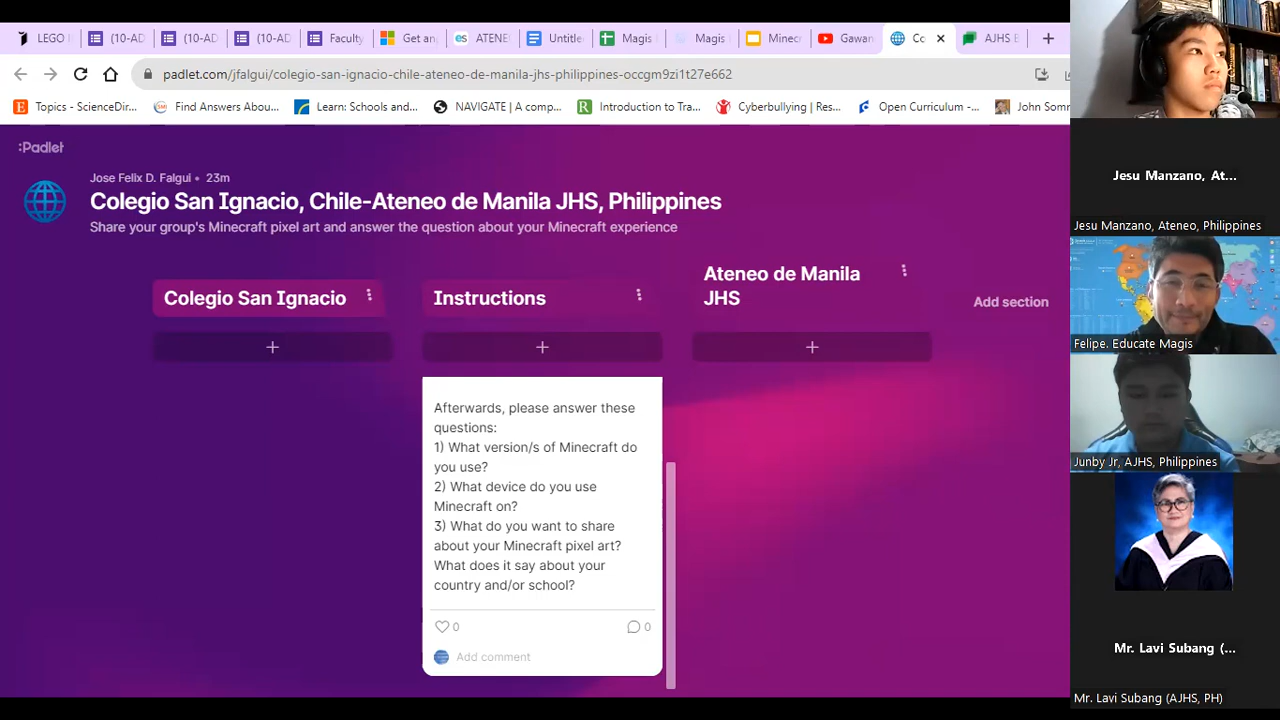 LEGO
(10-AD
(10-AD
(10-AD
Faculty
Get an
es ATENE
Untitle
Magis
Magis
Minecr
Gawan
Co
AJHS E
padlet.com/jfalgui/colegio-san-ignacio-chile-ateneo-de-manila-jhs-philippines-occgm9zi1t27e662
Topics - ScienceDir...
Find Answers Abou...
Learn: Schools and...
NAVIGATE | A comp...
Introduction to Tra...
Cyberbullying | Res...
Open Curriculum -...
John Somm
:Padlet
Jose Felix D. Falgui • 23m
Colegio San Ignacio, Chile-Ateneo de Manila JHS, Philippines
Share your group's Minecraft pixel art and answer the question about your Minecraft experience
Colegio San Ignacio
Instructions
Ateneo de Manila
JHS
Add section
Afterwards, please answer these
questions:
1) What version/s of Minecraft do
you use?
2) What device do you use
Minecraft on?
3) What do you want to share
about your Minecraft pixel art?
What does it say about your
country and/or school?
0
0
Add comment
Jesu Manzano, At...
Jesu Manzano, Ateneo, Philippines
Felipe. Educate Magis
Junby Jr, AJHS, Philippines
Mr. Lavi Subang (...
Mr. Lavi Subang (AJHS, PH)